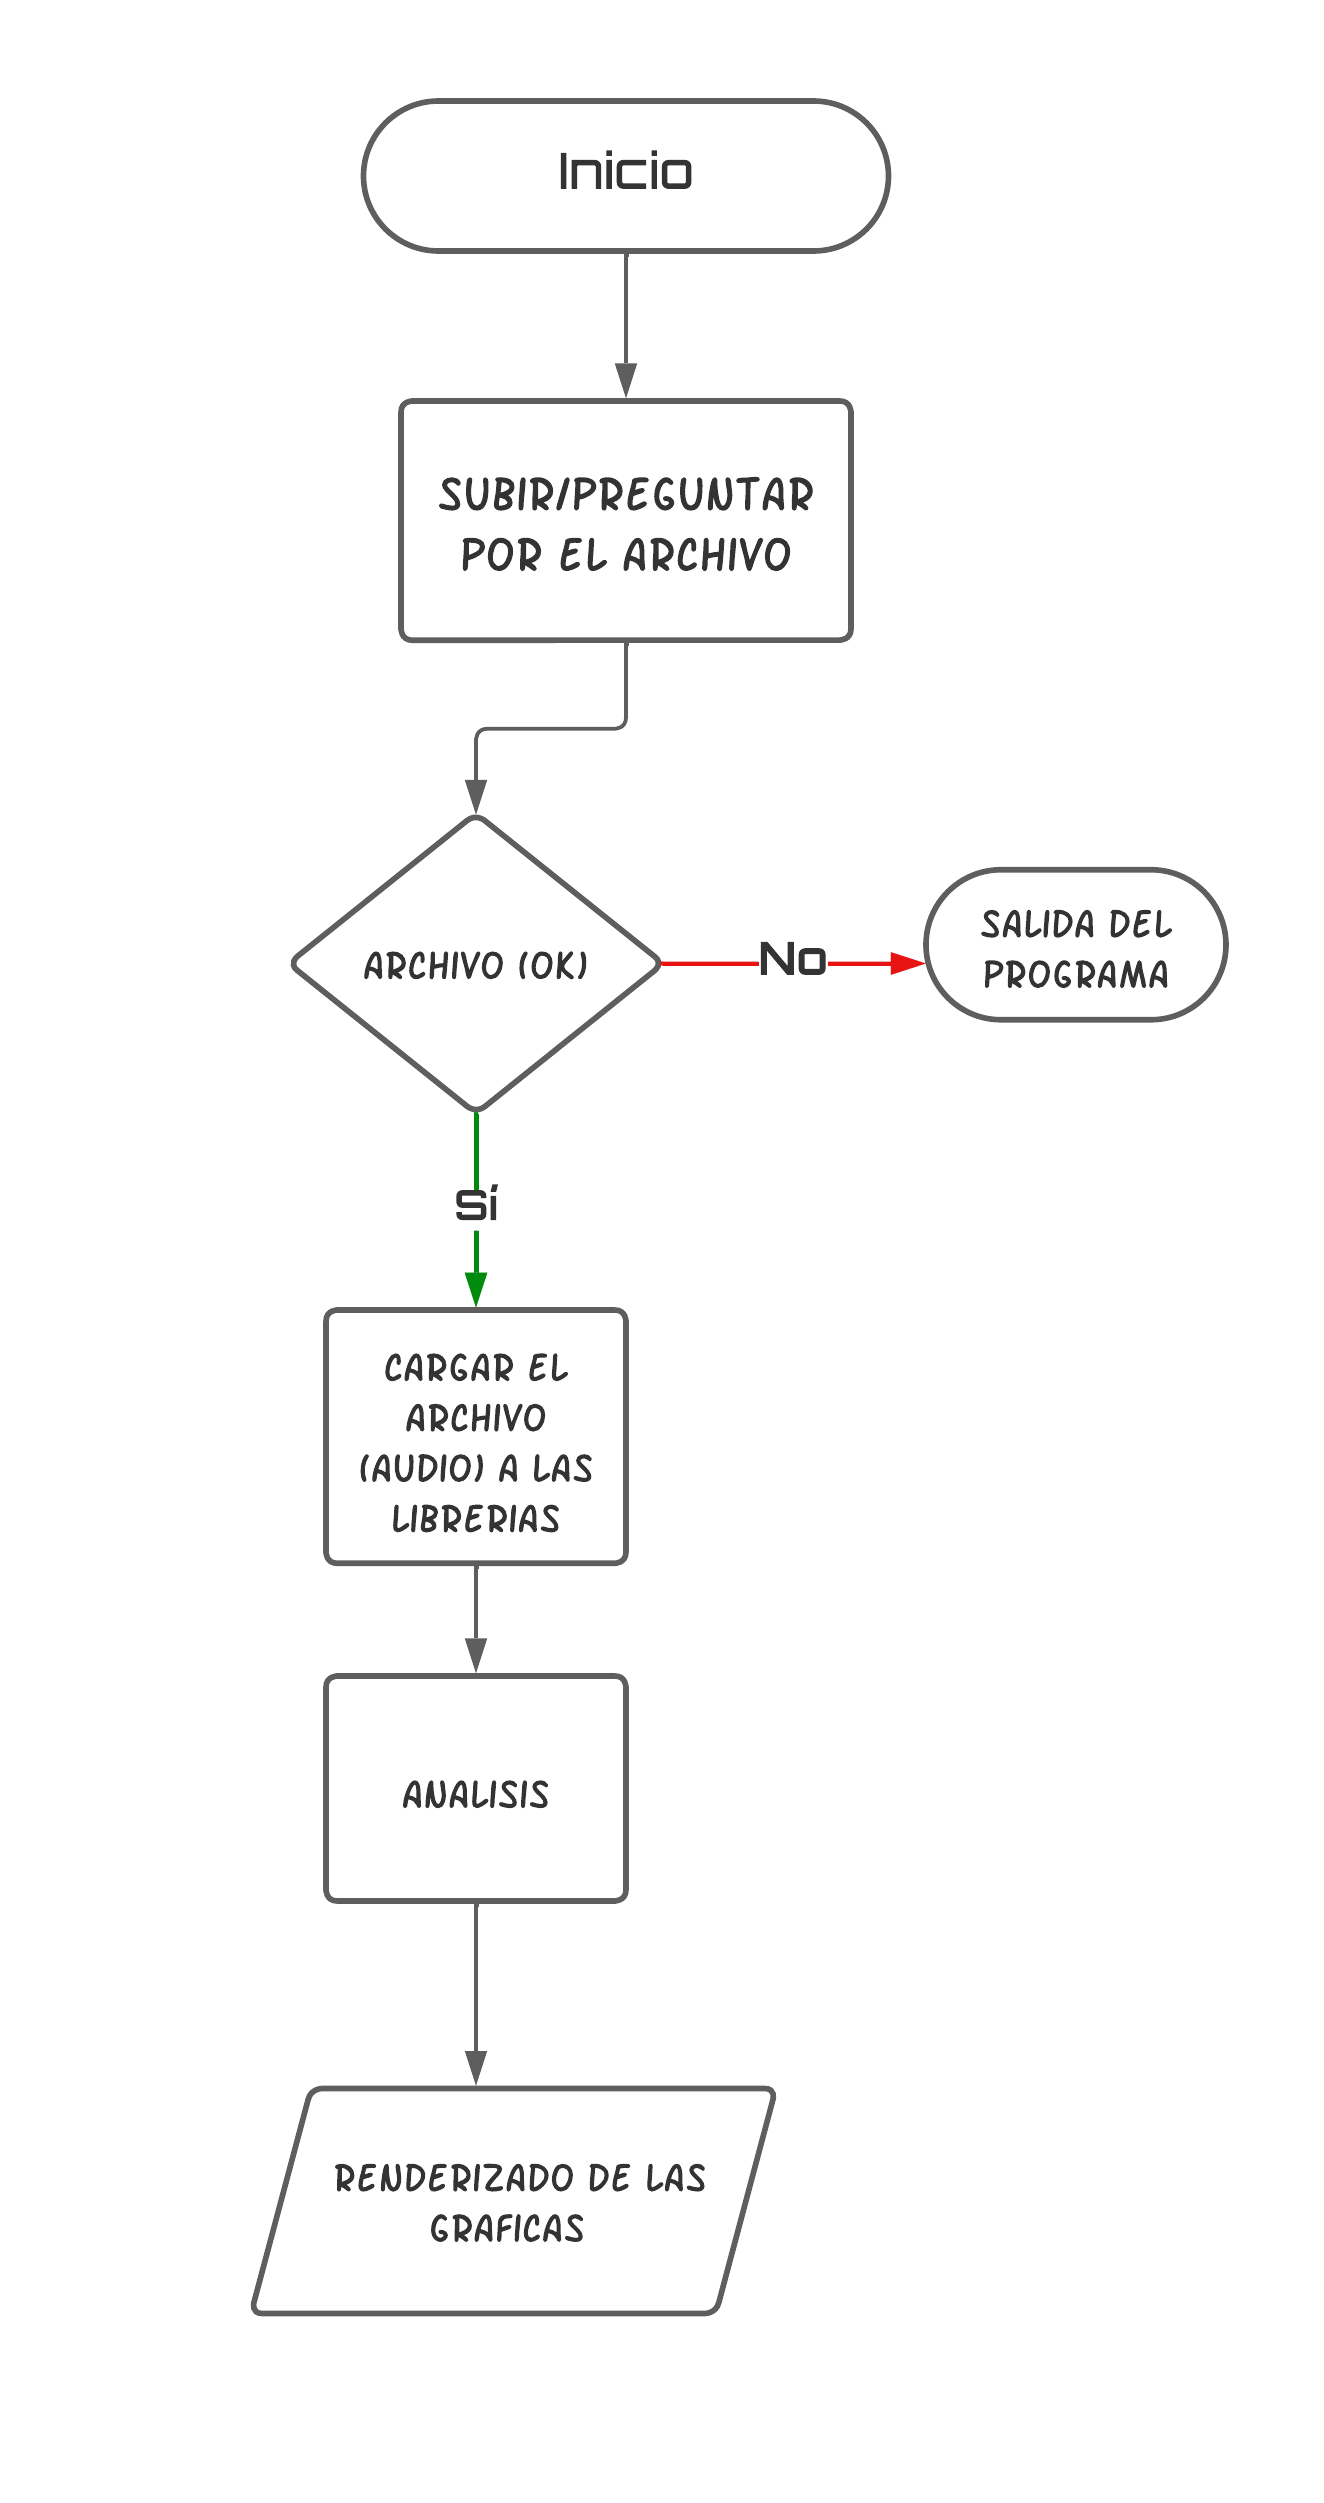 Inicio
SUBIR/PREGUNTAR
POR EL ARCHIVO
ARCHIVO (OK)
No
SALIDA DEL
PROGRAMA
Sí
CARGAR EL
ARCHIVO
(AUDIO) A LAS
LIBRERIAS
ANALISIS
RENDERIZADO DE LAS
GRAFICAS